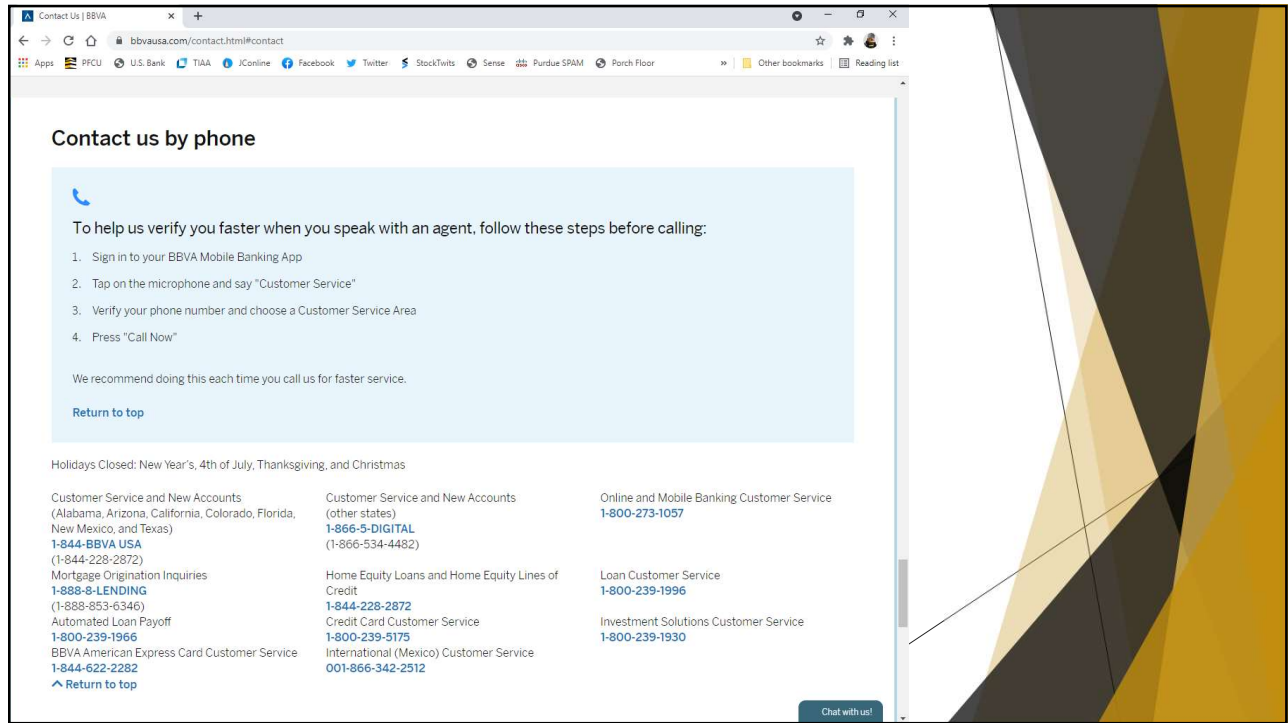 Contact Us | BBVA
bbvausa.com/contact.html#contact
Apps PFCU U.S. Bank TIAA JConline Facebook Twitter StockTwits Sense Purdue SPAM Porch Floor » Other bookmarks Reading list
Contact us by phone
To help us verify you faster when you speak with an agent, follow these steps before calling:
1. Sign in to your BBVA Mobile Banking App
2. Tap on the microphone and say "Customer Service"
3. Verify your phone number and choose a Customer Service Area
4. Press "Call Now"
We recommend doing this each time you call us for faster service.
Return to top
Holidays Closed: New Year's, 4th of July, Thanksgiving, and Christmas
Customer Service and New Accounts
(Alabama, Arizona, California, Colorado, Florida,
New Mexico, and Texas)
1-844-BBVA USA
(1-844-228-2872)
Customer Service and New Accounts
(other states)
1-866-5-DIGITAL
(1-866-534-4482)
Online and Mobile Banking Customer Service
1-800-273-1057
Mortgage Origination Inquiries
1-888-8-LENDING
(1-888-853-6346)
Home Equity Loans and Home Equity Lines of
Credit
1-844-228-2872
Loan Customer Service
1-800-239-1996
Automated Loan Payoff
1-800-239-1966
Credit Card Customer Service
1-800-239-5175
Investment Solutions Customer Service
1-800-239-1930
BBVA American Express Card Customer Service
1-844-622-2282
International (Mexico) Customer Service
001-866-342-2512
Return to top
Chat with us!